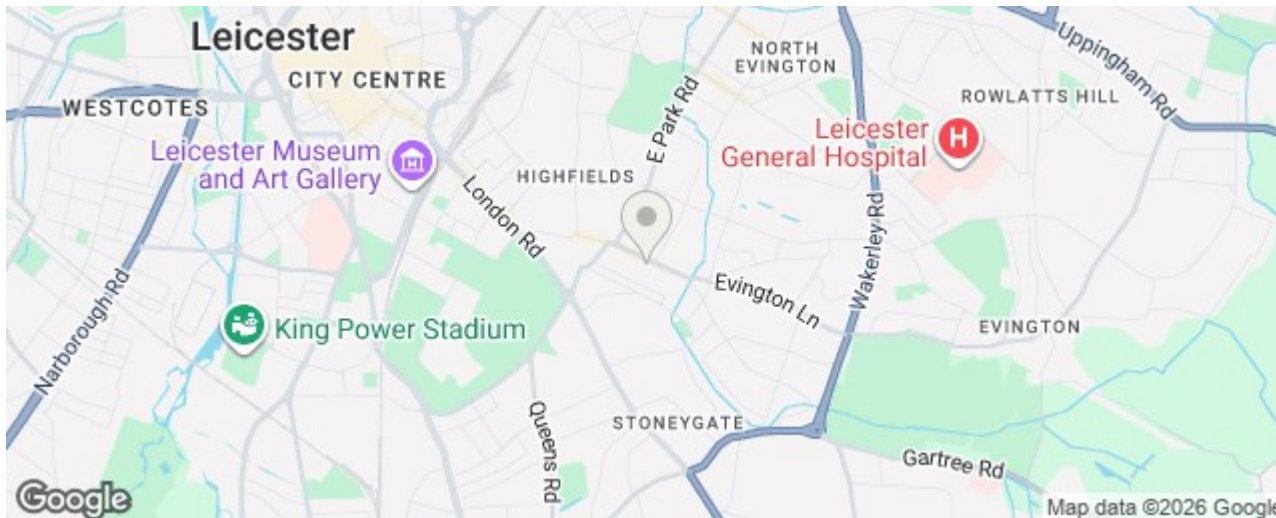 Leicester
CITY CENTRE
WESTCOTES
NORTH
EVINGTON
Uppingham Rd
ROWLATTS HILL
E Park Rd
Leicester
General Hospital
H
Leicester Museum
and Art Gallery
HIGHFIELDS
London Rd
Wakerley Rd
Evington Ln
Narborough Rd
King Power Stadium
EVINGTON
STONEYGATE
Queens Rd
Gartree Rd
Google
Map data ©2026 Google